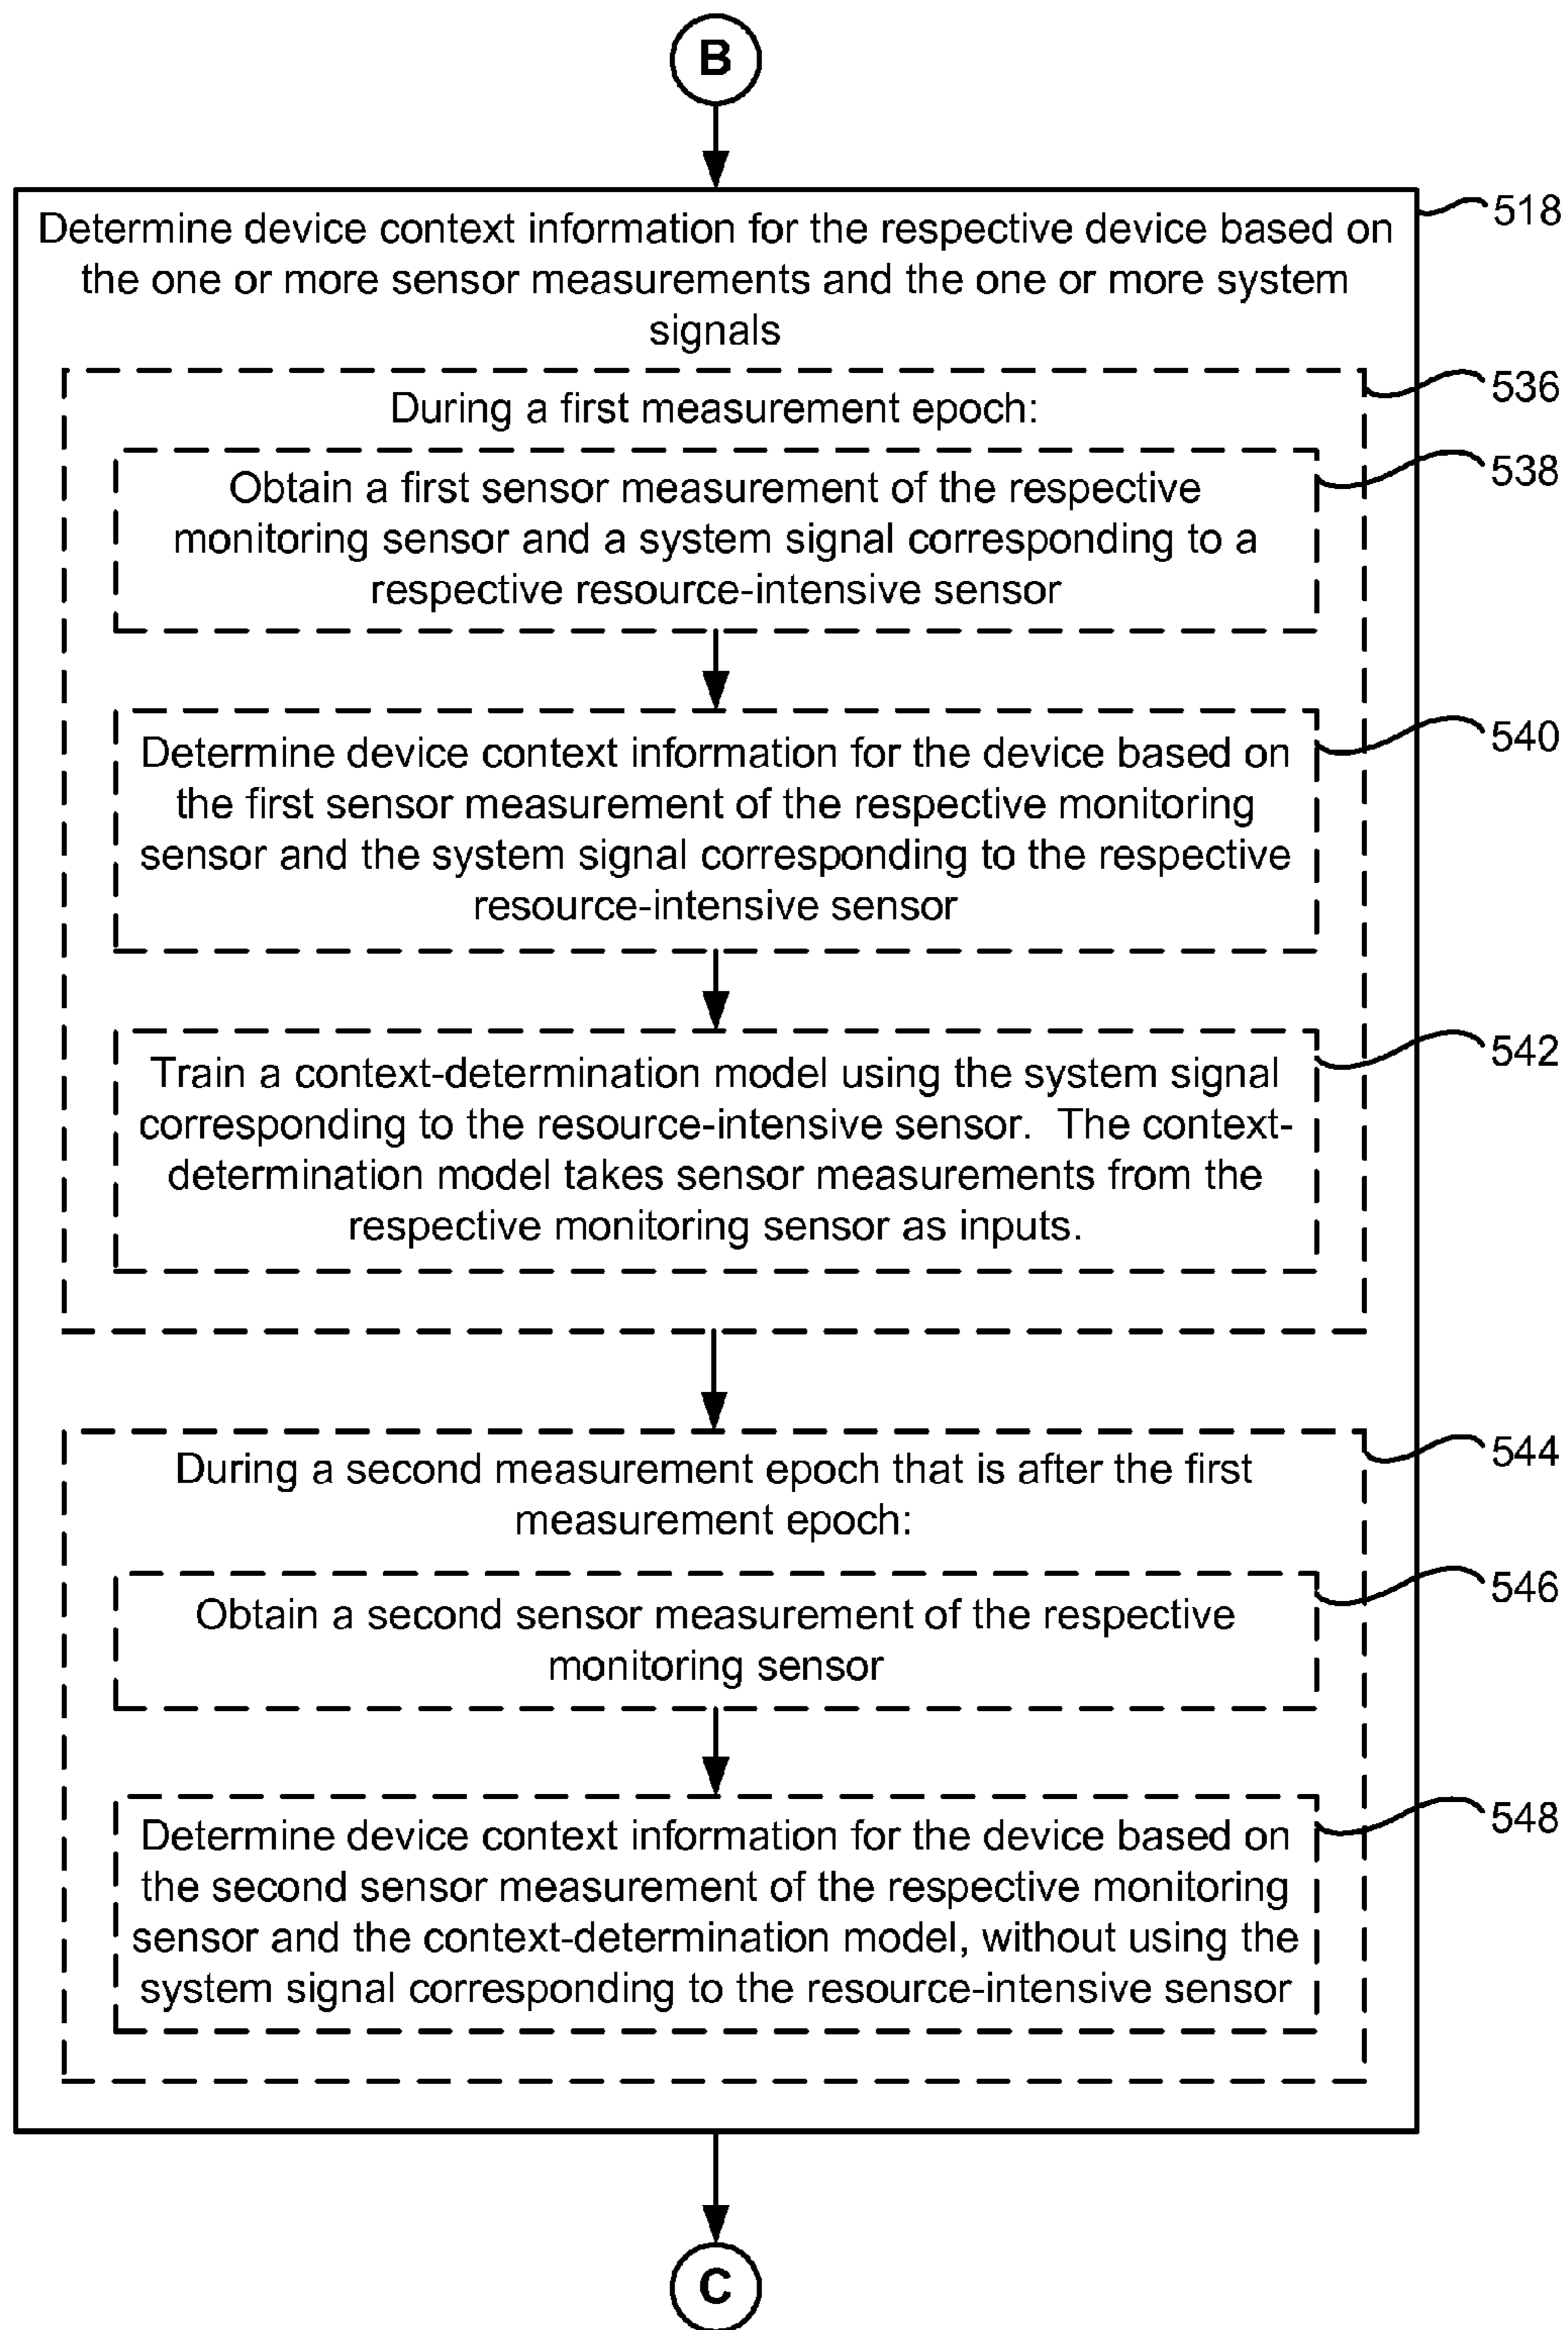 B
Determine device context information for the respective device based on
the one or more sensor measurements and the one or more system
signals
518
During a first measurement epoch:
536
Obtain a first sensor measurement of the respective
monitoring sensor and a system signal corresponding to a
respective resource-intensive sensor
538
Determine device context information for the device based on
the first sensor measurement of the respective monitoring
sensor and the system signal corresponding to the respective
resource-intensive sensor
540
Train a context-determination model using the system signal
corresponding to the resource-intensive sensor.  The context-
determination model takes sensor measurements from the
respective monitoring sensor as inputs.
542
During a second measurement epoch that is after the first
measurement epoch:
544
Obtain a second sensor measurement of the respective
monitoring sensor
546
Determine device context information for the device based on
the second sensor measurement of the respective monitoring
sensor and the context-determination model, without using the
system signal corresponding to the resource-intensive sensor
548
C